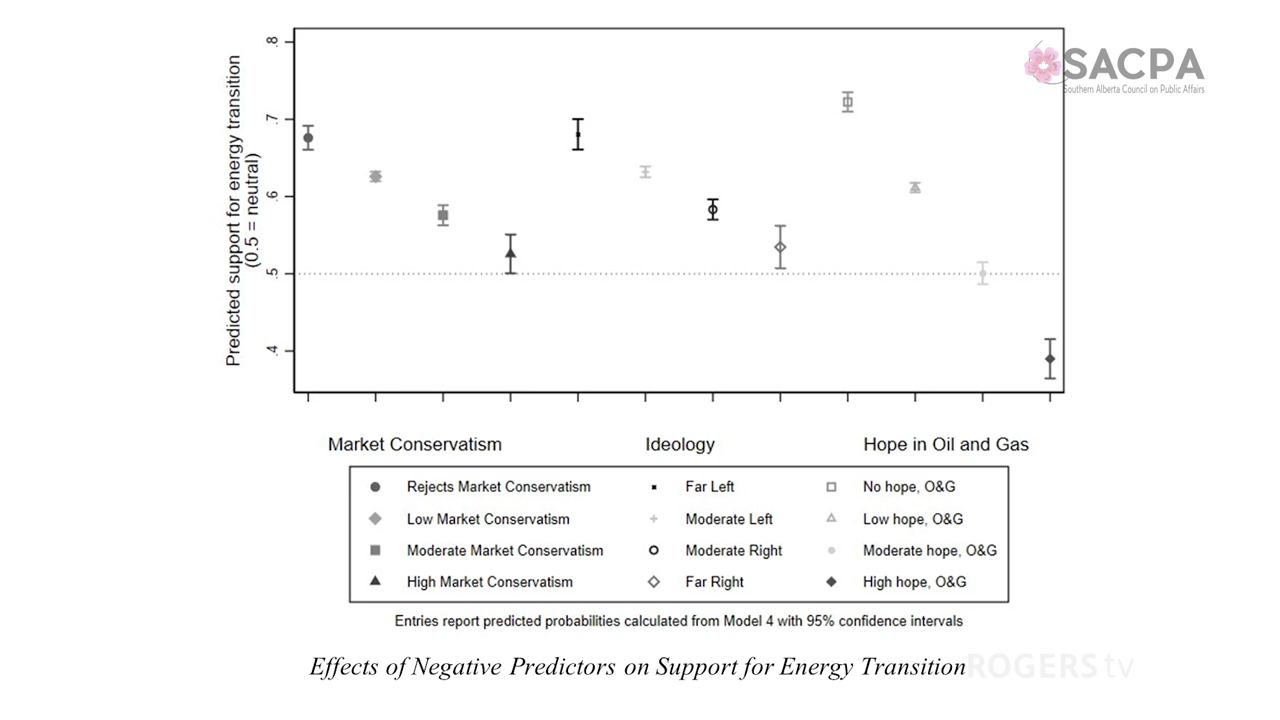 SACPA
Southern Alberta Council on Public Affairs
Predicted support for energy transition
(0.5 = neutral)
.8
.7
.6
.5
.4
Market Conservatism
Ideology
Hope in Oil and Gas
Rejects Market Conservatism
Far Left
No hope, O&G
Low Market Conservatism
Moderate Left
Low hope, O&G
Moderate Market Conservatism
Moderate Right
Moderate hope, O&G
High Market Conservatism
Far Right
High hope, O&G
Entries report predicted probabilities calculated from Model 4 with 95% confidence intervals
Effects of Negative Predictors on Support for Energy Transition
ROGERS tv